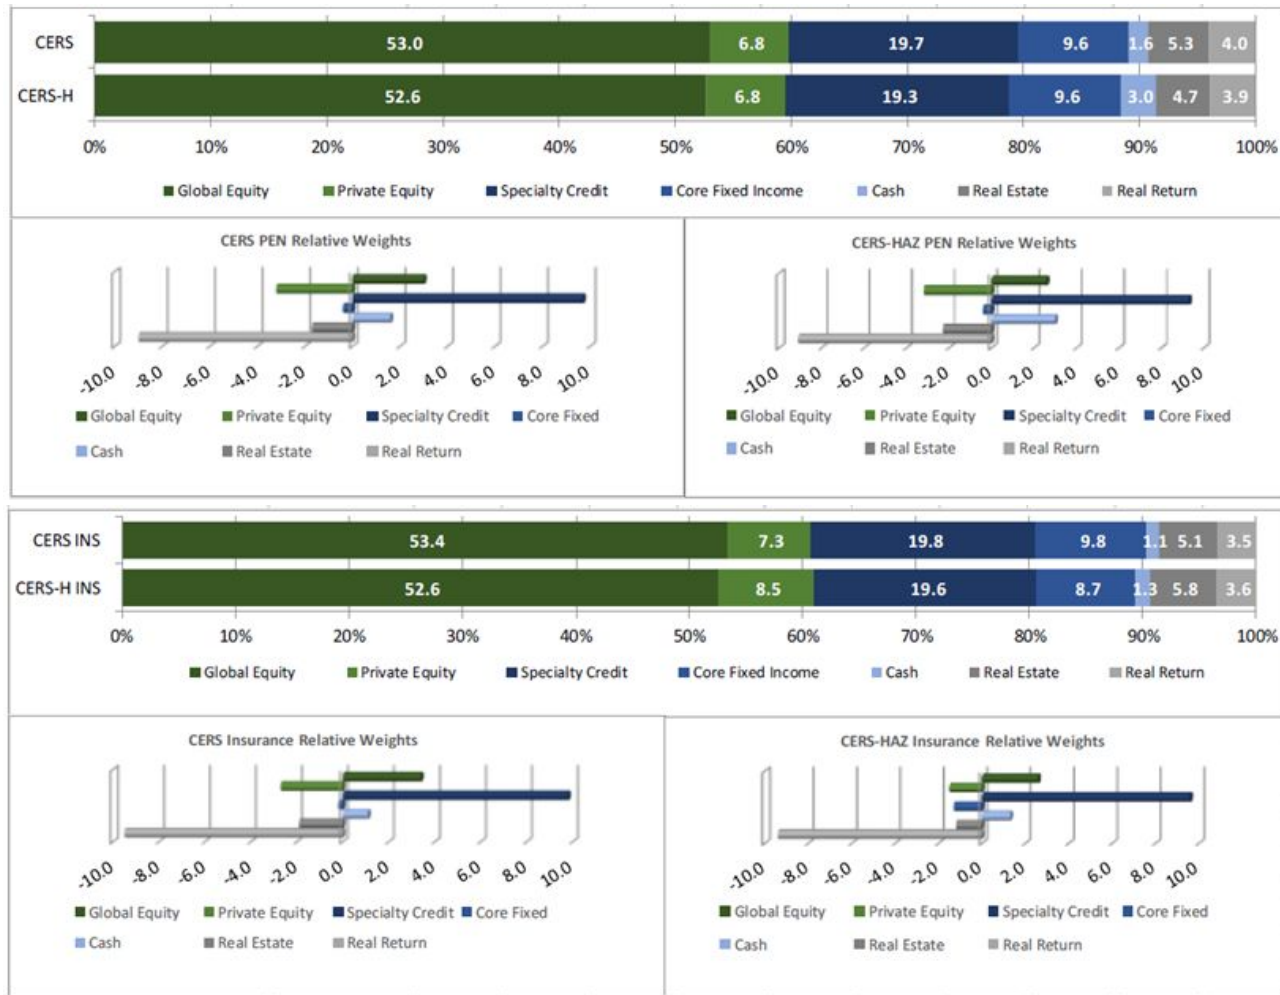 CERS 53.0 6.8 19.7 9.6 1.6 5.3 4.0
CERS-H 52.6 6.8 19.3 9.6 3.0 4.7 3.9
0% 10% 20% 30% 40% 50% 60% 70% 80% 90% 100%
Global Equity Private Equity Specialty Credit Core Fixed Income Cash Real Estate Real Return
CERS PEN Relative Weights
-10.0 -8.0 -6.0 -4.0 -2.0 0.0 2.0 4.0 6.0 8.0 10.0
Global Equity Private Equity Specialty Credit Core Fixed
Cash Real Estate Real Return
CERS-HAZ PEN Relative Weights
-10.0 -8.0 -6.0 -4.0 -2.0 0.0 2.0 4.0 6.0 8.0 10.0
Global Equity Private Equity Specialty Credit Core Fixed
Cash Real Estate Real Return
CERS INS 53.4 7.3 19.8 9.8 1.1 5.1 3.5
CERS-H INS 52.6 8.5 19.6 8.7 1.3 5.8 3.6
0% 10% 20% 30% 40% 50% 60% 70% 80% 90% 100%
Global Equity Private Equity Specialty Credit Core Fixed Income Cash Real Estate Real Return
CERS Insurance Relative Weights
-10.0 -8.0 -6.0 -4.0 -2.0 0.0 2.0 4.0 6.0 8.0 10.0
Global Equity Private Equity Specialty Credit Core Fixed
Cash Real Estate Real Return
CERS-HAZ Insurance Relative Weights
-10.0 -8.0 -6.0 -4.0 -2.0 0.0 2.0 4.0 6.0 8.0 10.0
Global Equity Private Equity Specialty Credit Core Fixed
Cash Real Estate Real Return